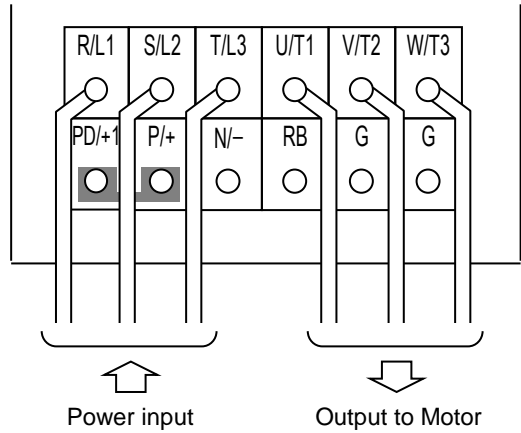 R/L1 S/L2 T/L3 U/T1 V/T2 W/T3
PD/+1 P/+ N/– RB G G
Power input Output to Motor